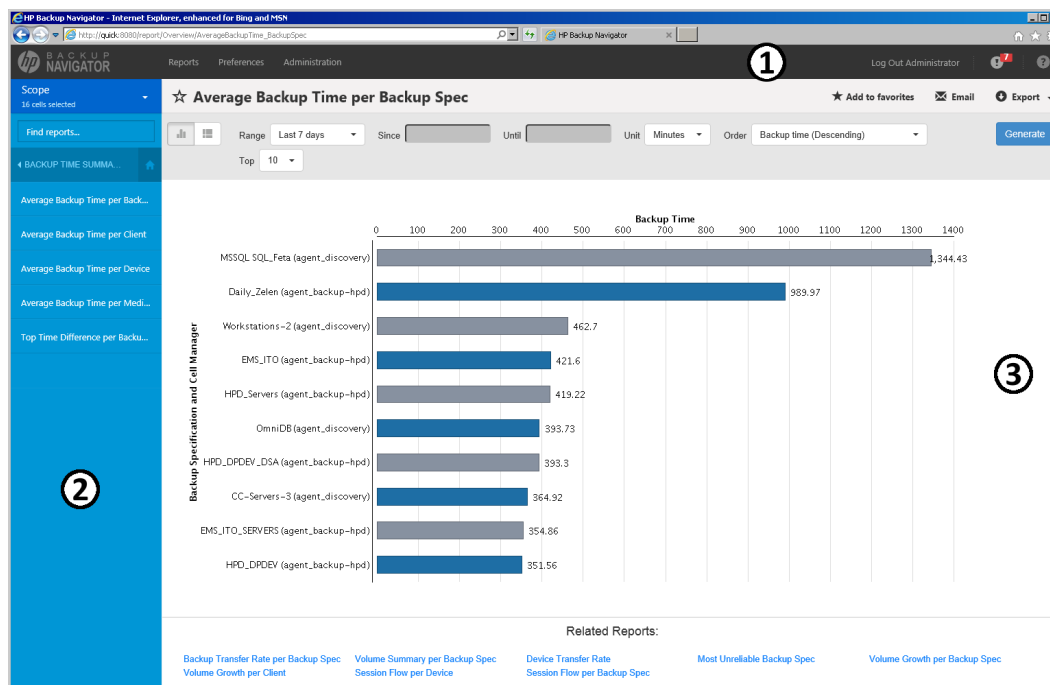 HP Backup Navigator - Internet Explorer, enhanced for Bing and MSN
http://quick:8080/report/Overview/AverageBackupTime_BackupSpec
HP Backup Navigator
hp BACKUP NAVIGATOR
Reports Preferences Administration
1
Log Out Administrator
7
?
Scope
16 cells selected
Find reports...
BACKUP TIME SUMMA...
Average Backup Time per Back...
Average Backup Time per Client
Average Backup Time per Device
Average Backup Time per Medi...
Top Time Difference per Backu...
2
Average Backup Time per Backup Spec
Add to favorites Email Export
Range Last 7 days Since Until Unit Minutes Order Backup time (Descending) Generate
Top 10
Backup Time
0 100 200 300 400 500 600 700 800 900 1000 1100 1200 1300 1400
Backup Specification and Cell Manager
MSSQL SQL_Feta (agent_discovery) 1,344.43
Daily_Zelen (agent_backup-hpd) 989.97
Workstations-2 (agent_discovery) 462.7
EMS_ITO (agent_backup-hpd) 421.6
HPD_Servers (agent_backup-hpd) 419.22
OmniDB (agent_discovery) 393.73
HPD_DPDEV_DSA (agent_backup-hpd) 393.3
CC-Servers-3 (agent_discovery) 364.92
EMS_ITO_SERVERS (agent_backup-hpd) 354.86
HPD_DPDEV (agent_backup-hpd) 351.56
3
Related Reports:
Backup Transfer Rate per Backup Spec Volume Summary per Backup Spec Device Transfer Rate Most Unreliable Backup Spec Volume Growth per Backup Spec
Volume Growth per Client Session Flow per Device Session Flow per Backup Spec